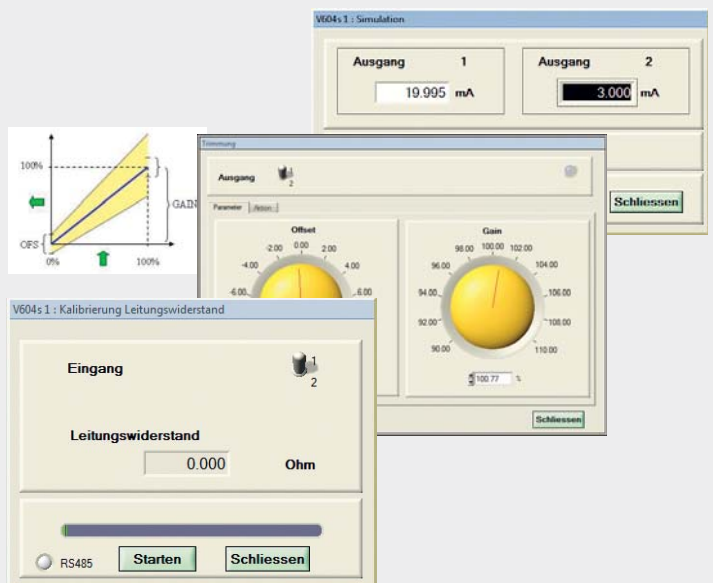 V604s 1 : Simulation
Ausgang 1
19.995 mA
Ausgang 2
3.000 mA
Schliessen
100%
GAIN
OFS
0% 100%
Trimmung
Ausgang
2
Parameter Aktion
Offset
-6.00 -4.00 -2.00 0.00 2.00 4.00 6.00
Gain
90.00 92.00 94.00 96.00 98.00 100.00 102.00 104.00 106.00 108.00 110.00
100.77 %
Schliessen
V604s 1 : Kalibrierung Leitungswiderstand
Eingang
1
2
Leitungswiderstand
0.000 Ohm
RS485 Starten Schliessen